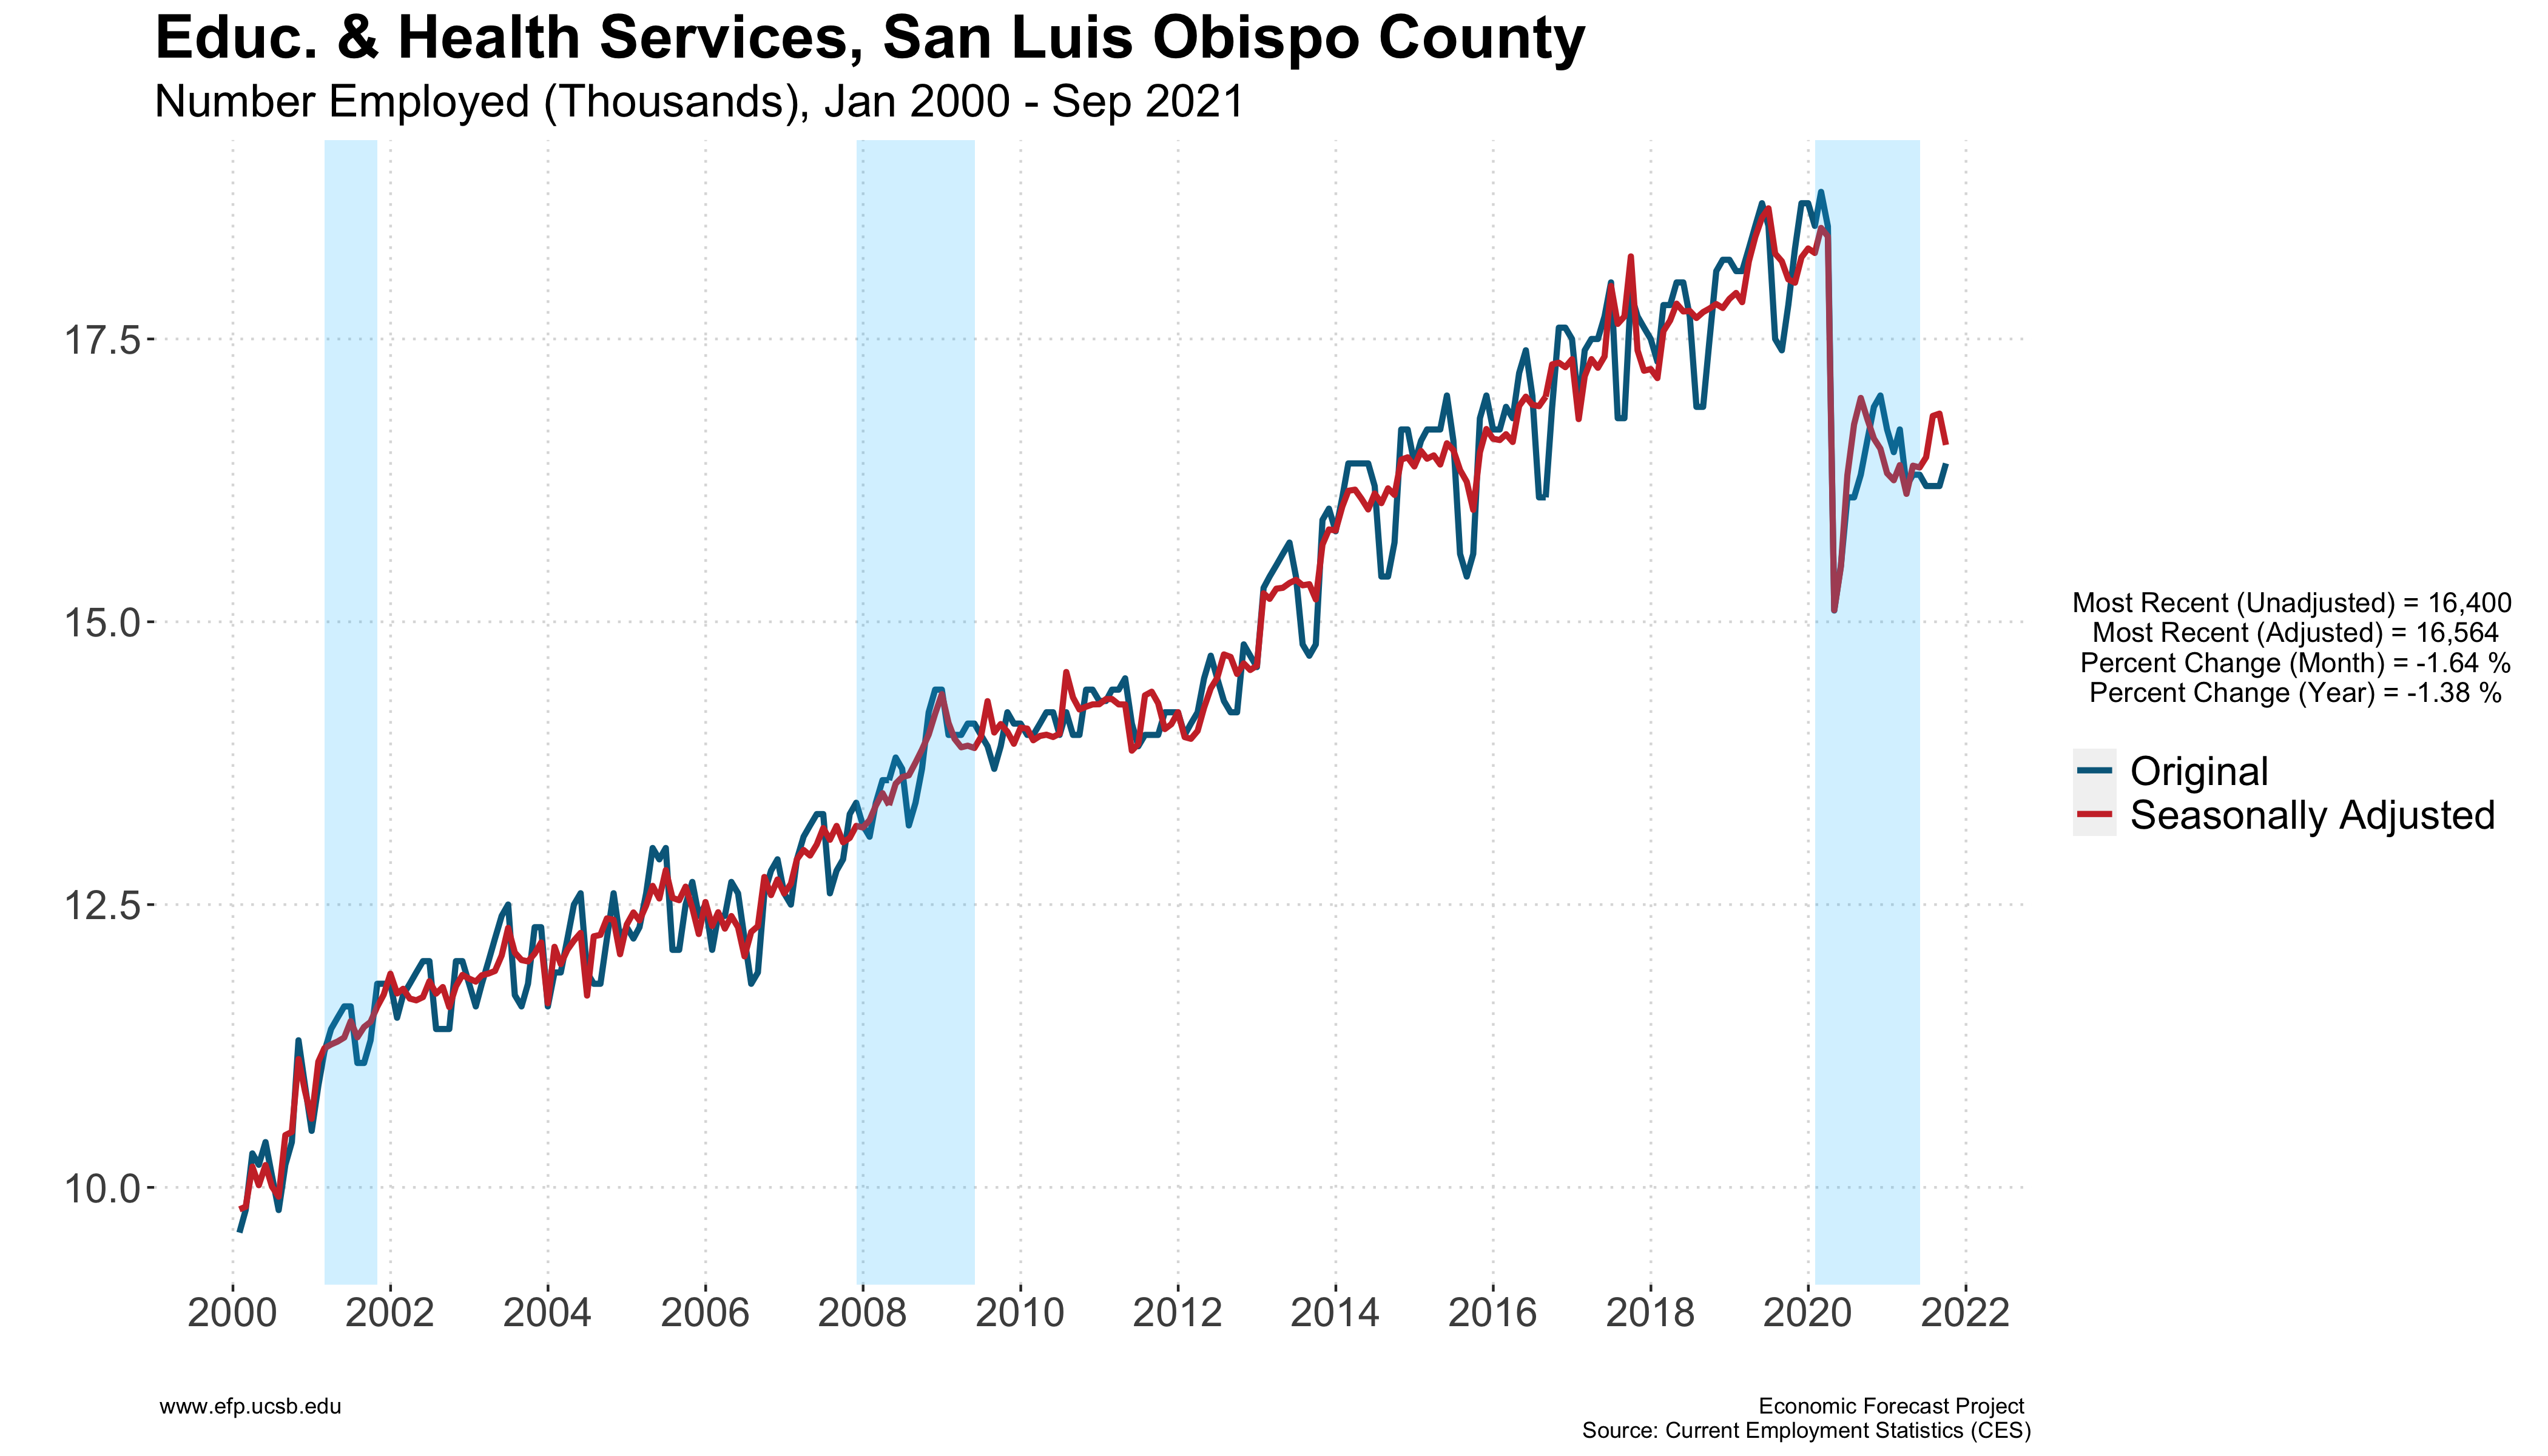 Educ. & Health Services, San Luis Obispo County
Number Employed (Thousands), Jan 2000 - Sep 2021
17.5
15.0
12.5
10.0
2000 2002 2004 2006 2008 2010 2012 2014 2016 2018 2020 2022
Most Recent (Unadjusted) = 16,400
Most Recent (Adjusted) = 16,564
Percent Change (Month) = -1.64 %
Percent Change (Year) = -1.38 %
Original
Seasonally Adjusted
www.efp.ucsb.edu
Economic Forecast Project
Source: Current Employment Statistics (CES)